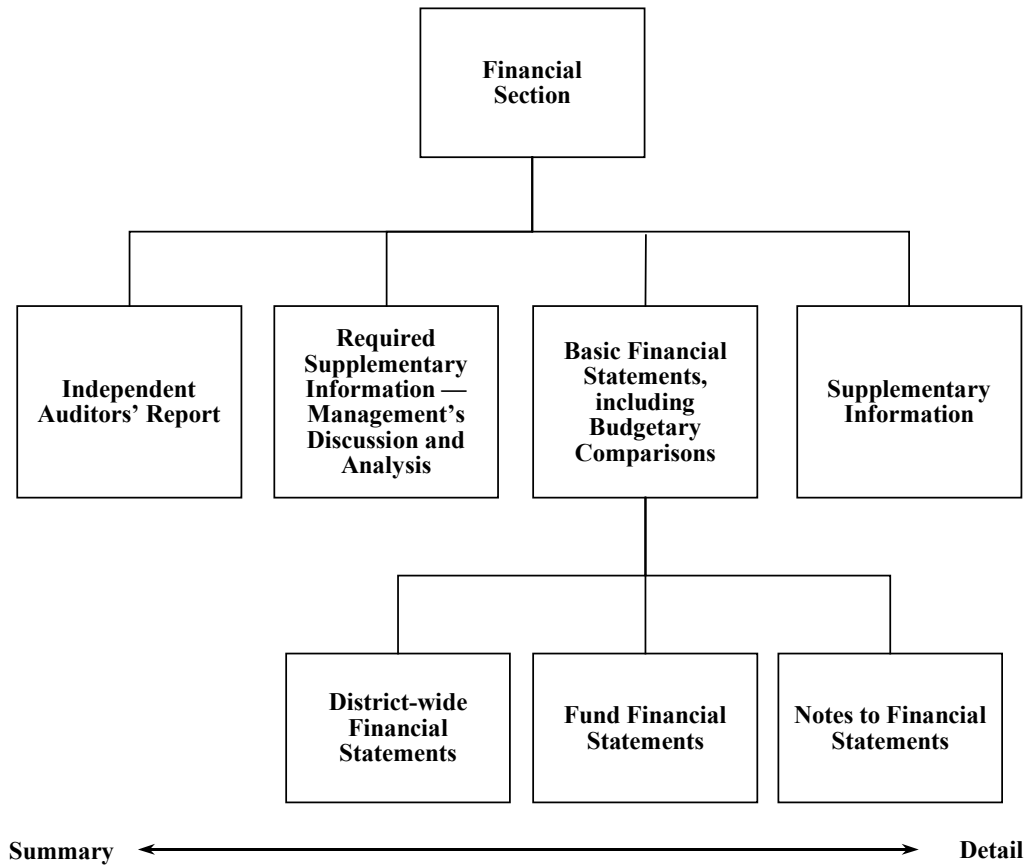 Financial
Section
Independent
Auditors’ Report
Required
Supplementary
Information —
Management’s
Discussion and
Analysis
Basic Financial
Statements,
including
Budgetary
Comparisons
Supplementary
Information
District-wide
Financial
Statements
Fund Financial
Statements
Notes to Financial
Statements
Summary
Detail